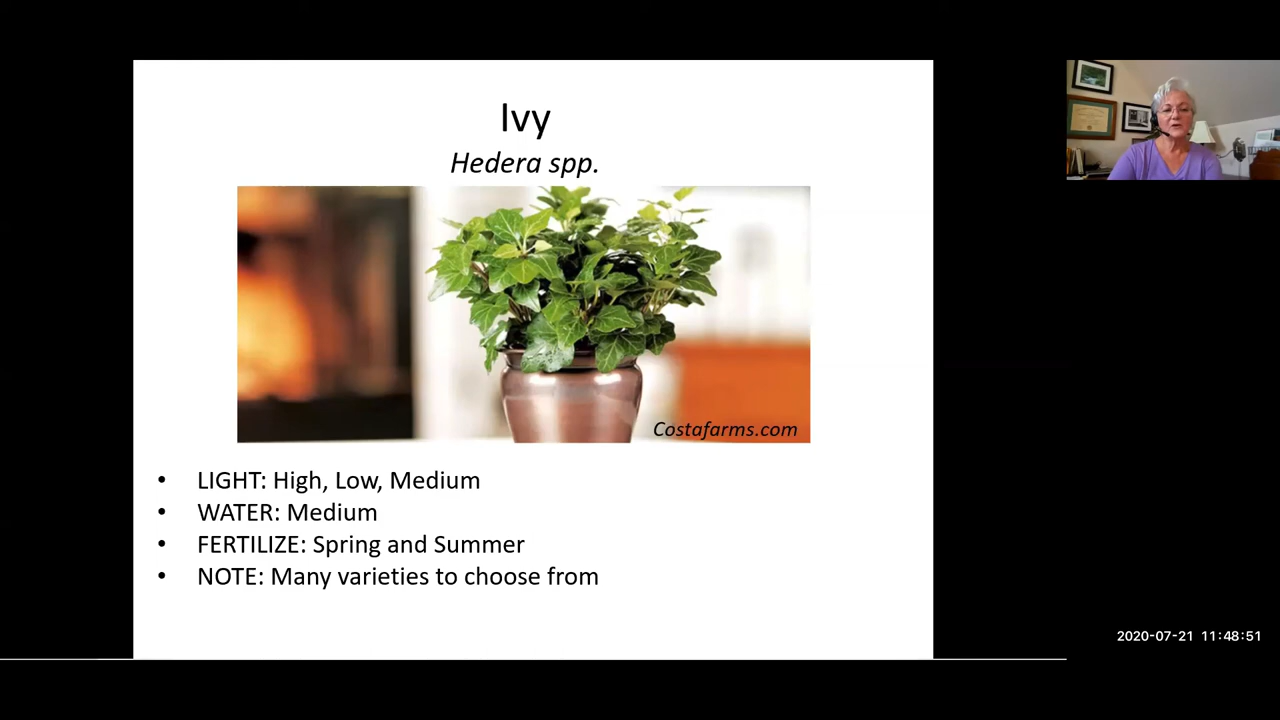 Ivy
Hedera spp.
Costafarms.com
• LIGHT: High, Low, Medium
• WATER: Medium
• FERTILIZE: Spring and Summer
• NOTE: Many varieties to choose from
2020-07-21 11:48:51